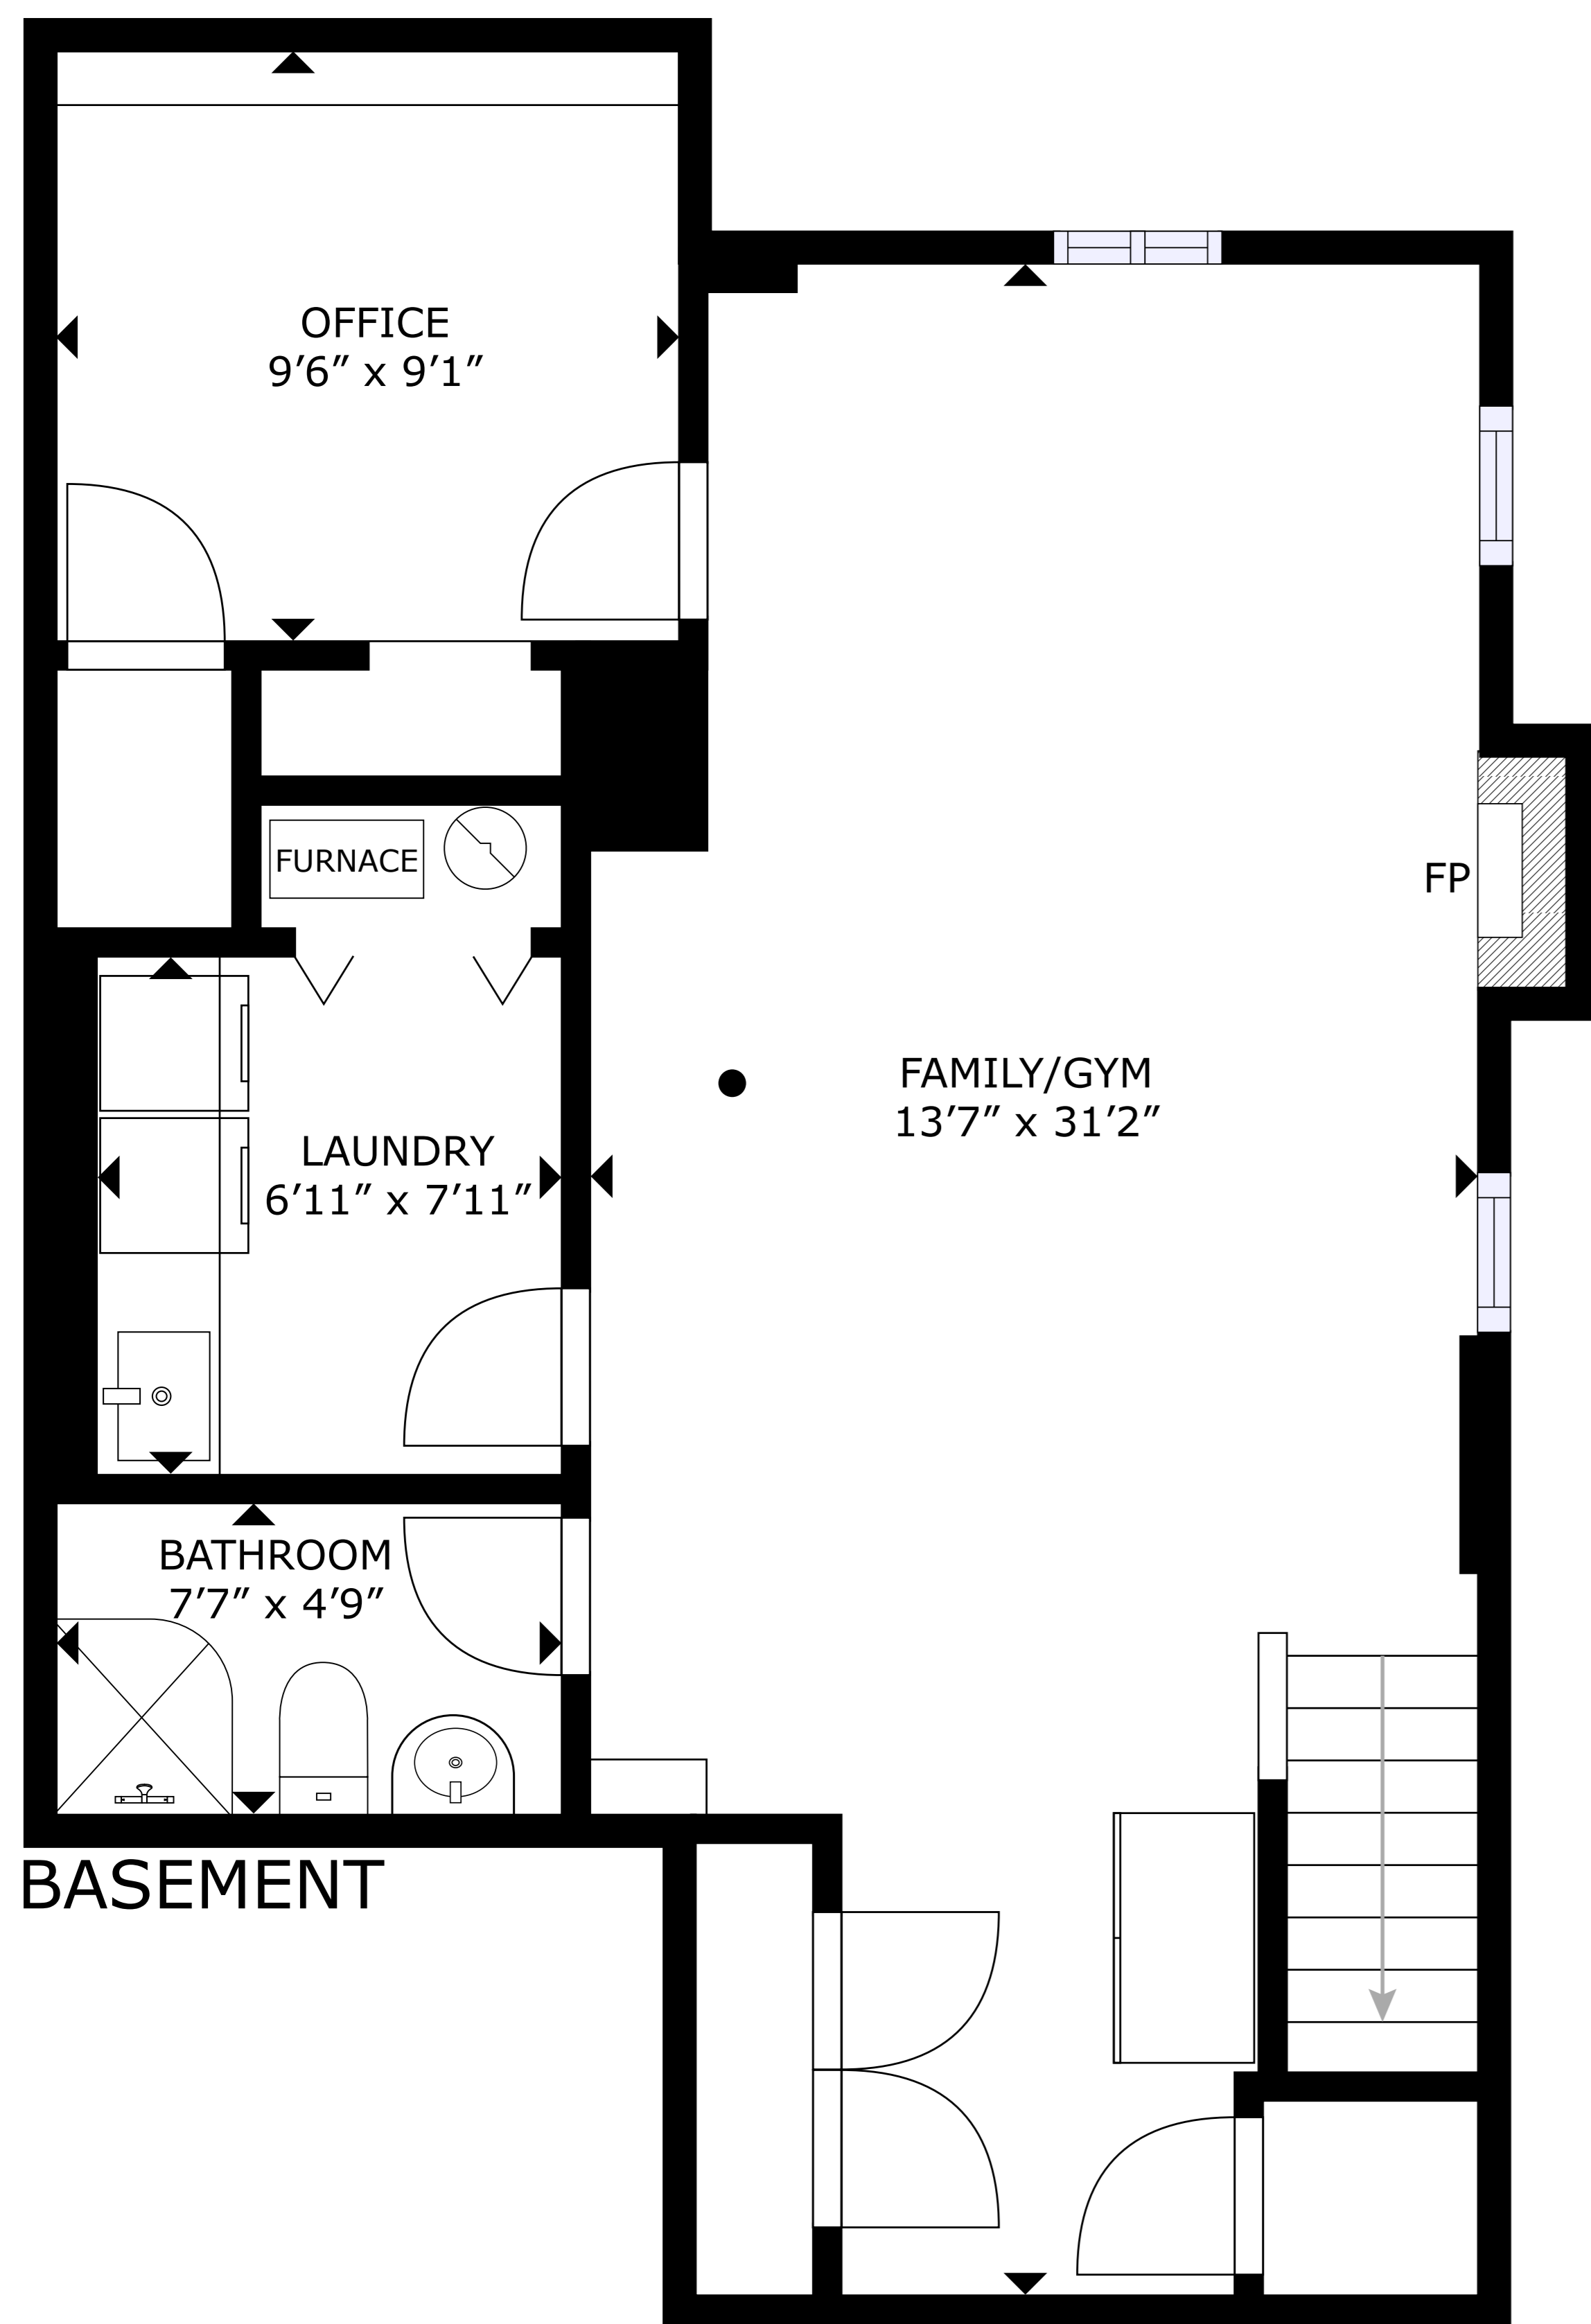 OFFICE
9′6″ x 9′1″
FURNACE
FP
FAMILY/GYM
13′7″ x 31′2″
LAUNDRY
6′11″ x 7′11″
BATHROOM
7′7″ x 4′9″
BASEMENT